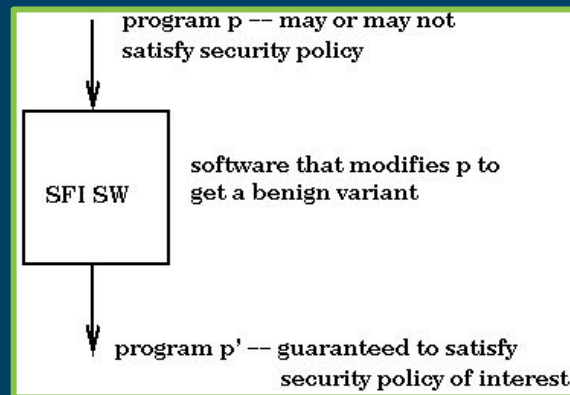 program p -- may or may not
satisfy security policy
SFI SW
software that modifies p to
get a benign variant
program p' -- guaranteed to satisfy
security policy of interest